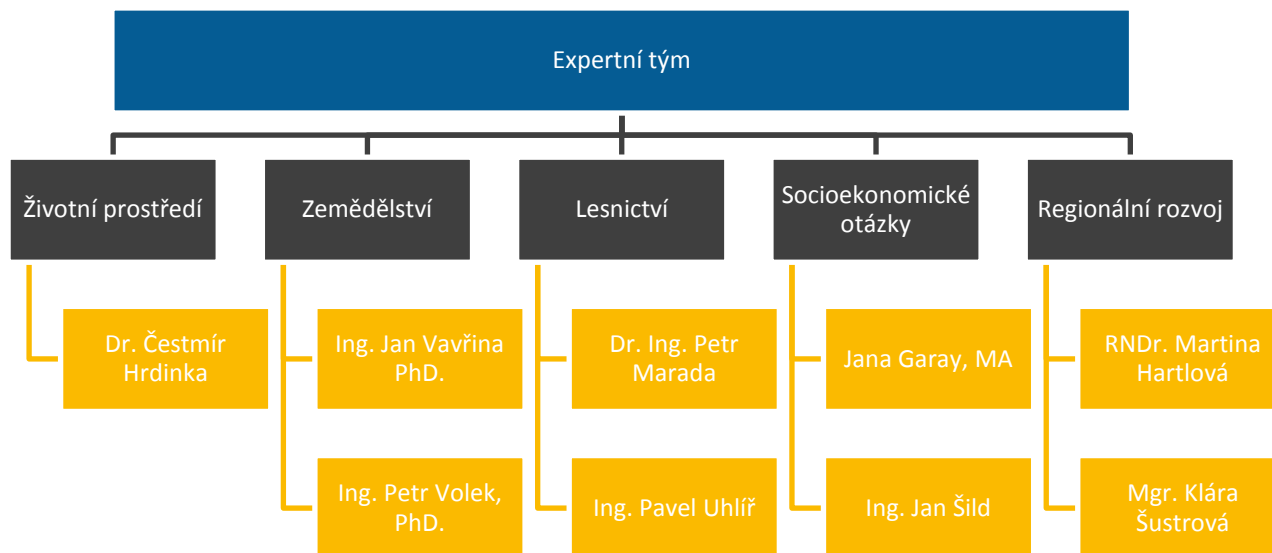 Expertní tým
Životní prostředí
Zemědělství
Lesnictví
Socioekonomické
otázky
Regionální rozvoj
Dr. Čestmír
Hrdinka
Ing. Jan Vavřina
PhD.
Dr. Ing. Petr
Marada
Jana Garay, MA
RNDr. Martina
Hartlová
Ing. Petr Volek,
PhD.
Ing. Pavel Uhlíř
Ing. Jan Šild
Mgr. Klára
Šustrová